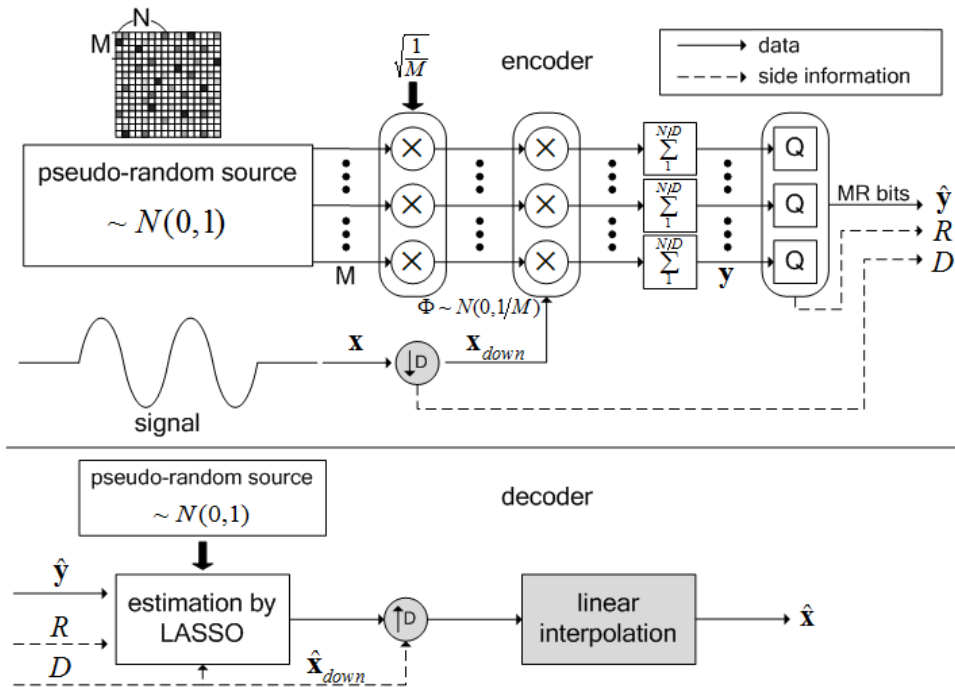 N
M
√1/M
encoder
data
side information
pseudo-random source
~ N(0,1)
M
× × 
× ×
× ×
N/D ∑ 1
N/D ∑ 1
N/D ∑ 1
Q
Q
Q
y
MR bits
ŷ
R
D
Φ ~ N(0,1/M)
x
↓D
x_down
signal
decoder
pseudo-random source
~ N(0,1)
ŷ
R
D
estimation by
LASSO
x̂_down
↑D
linear
interpolation
x̂